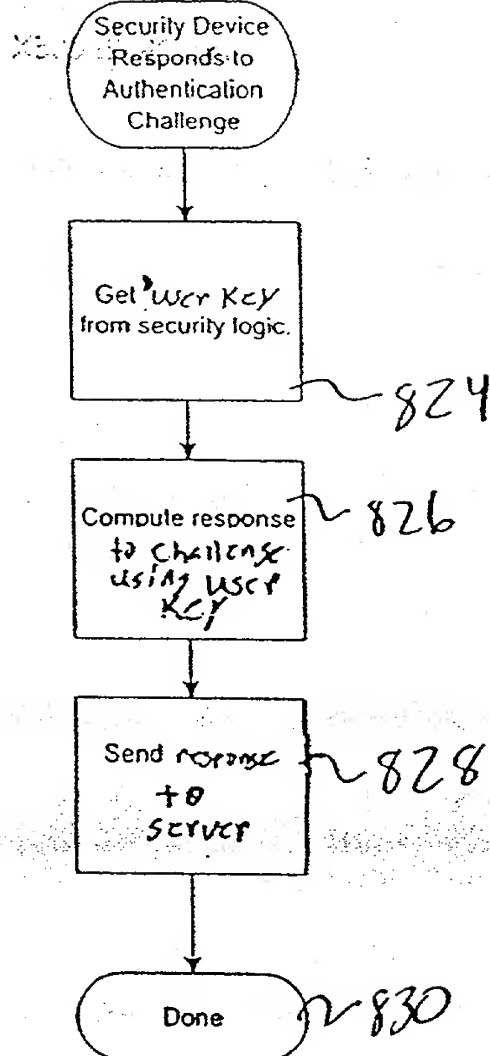 Security Device
Responds to
Authentication
Challenge
Get user Key
from security logic.
824
Compute response
to challenge
using user
Key
826
Send response
to
server
828
Done
830